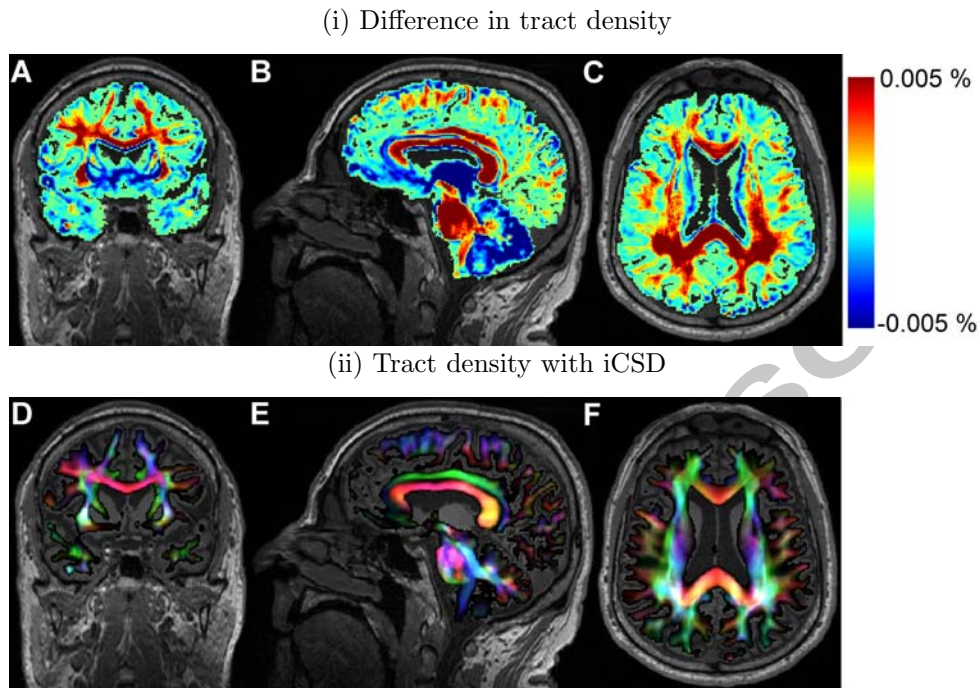 (i) Difference in tract density
A B C 0.005 %
-0.005 %
(ii) Tract density with iCSD
D E F